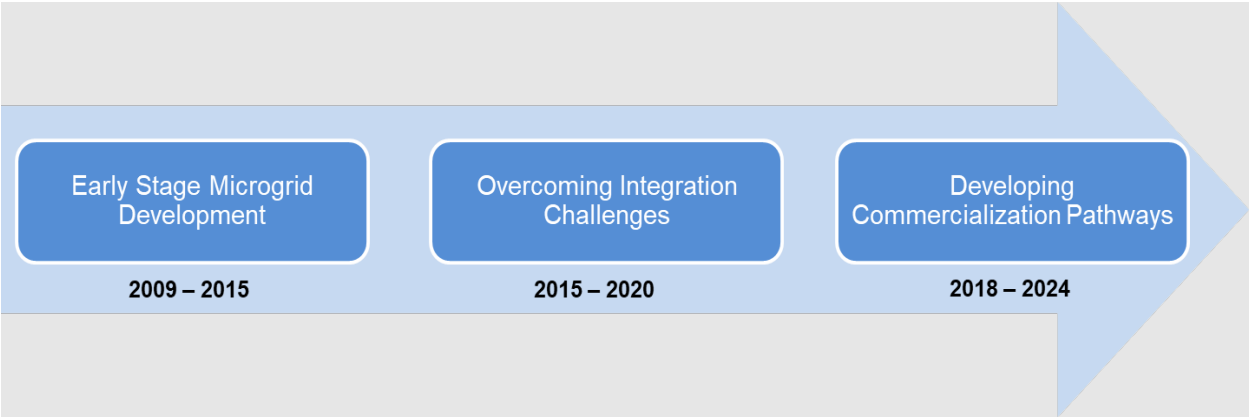 Early Stage Microgrid
Development
2009 – 2015
Overcoming Integration
Challenges
2015 – 2020
Developing
Commercialization Pathways
2018 – 2024